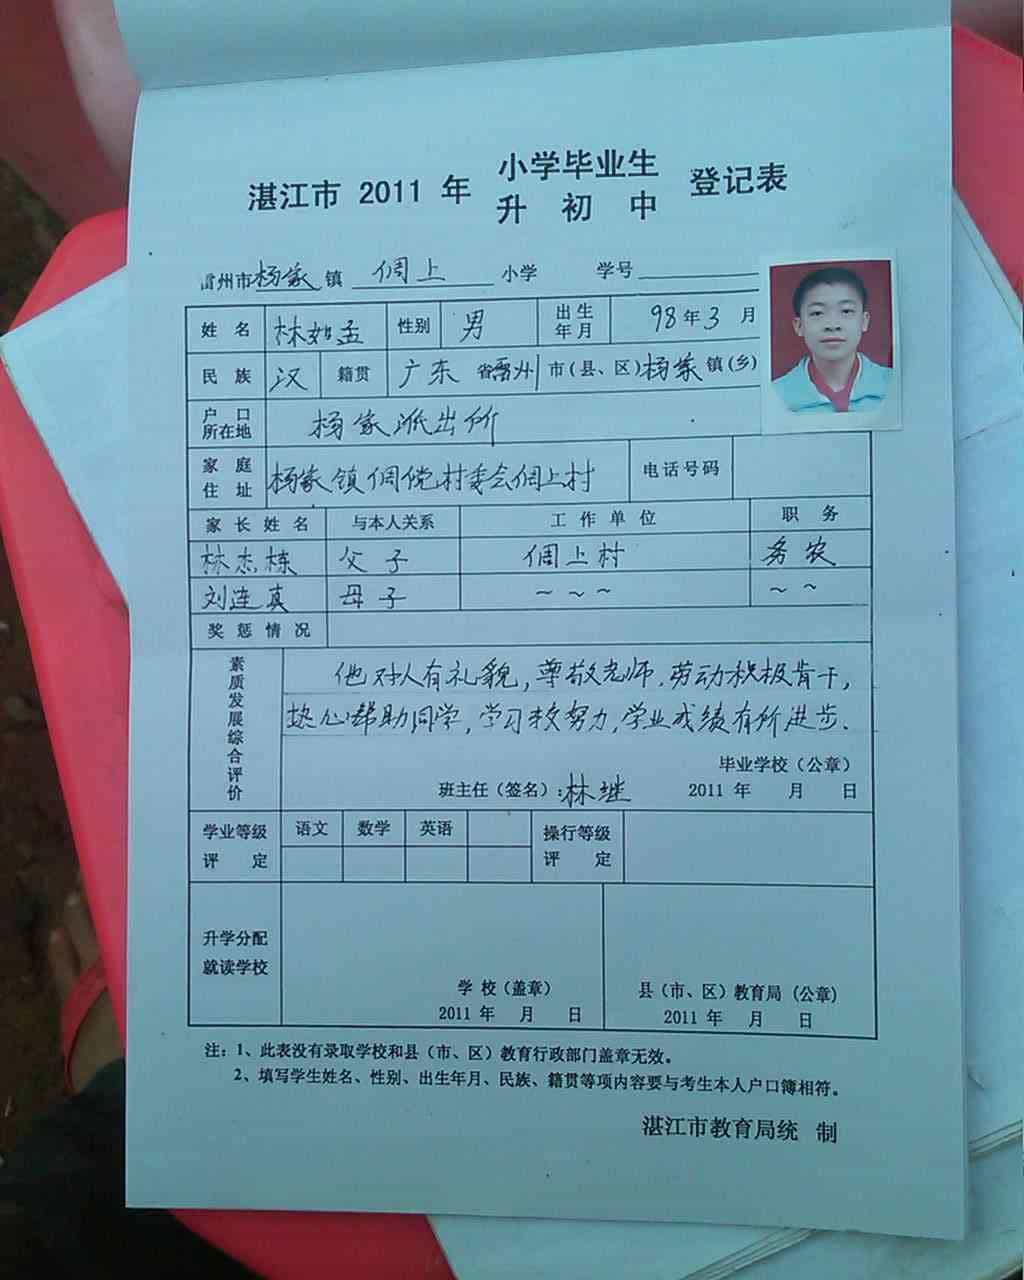 湛江市 2011 年 小学毕业生 登记表
升 初 中
雷州市 杨家 镇 倜上 小学 学号
姓 名 林如孟 性别 男 出生年月 98 年 3 月
民 族 汉 籍贯 广东 省 雷州 市(县、区) 杨家 镇(乡)
户 口 所在地 杨家派出所
家 庭 住 址 杨家镇倜傥村委会倜上村 电话号码
家 长 姓 名 与本人关系 工 作 单 位 职 务
林杰栋 父子 倜上村 务农
刘连真 母子 ~ ~ ~ ~ ~
奖 惩 情 况
素质发展综合评价
他对人有礼貌,尊敬老师,劳动积极肯干,
热心帮助同学,学习较努力,学业成绩有所进步.
毕业学校(公章)
班主任(签名):林继 2011 年 月 日
学业等级 评 定 语文 数学 英语 操行等级 评 定
升学分配
就读学校
学 校(盖章) 县(市、区)教育局(公章)
2011 年 月 日 2011 年 月 日
注:1、此表没有录取学校和县(市、区)教育行政部门盖章无效。
2、填写学生姓名、性别、出生年月、民族、籍贯等项内容要与考生本人户口簿相符。
湛江市教育局统 制